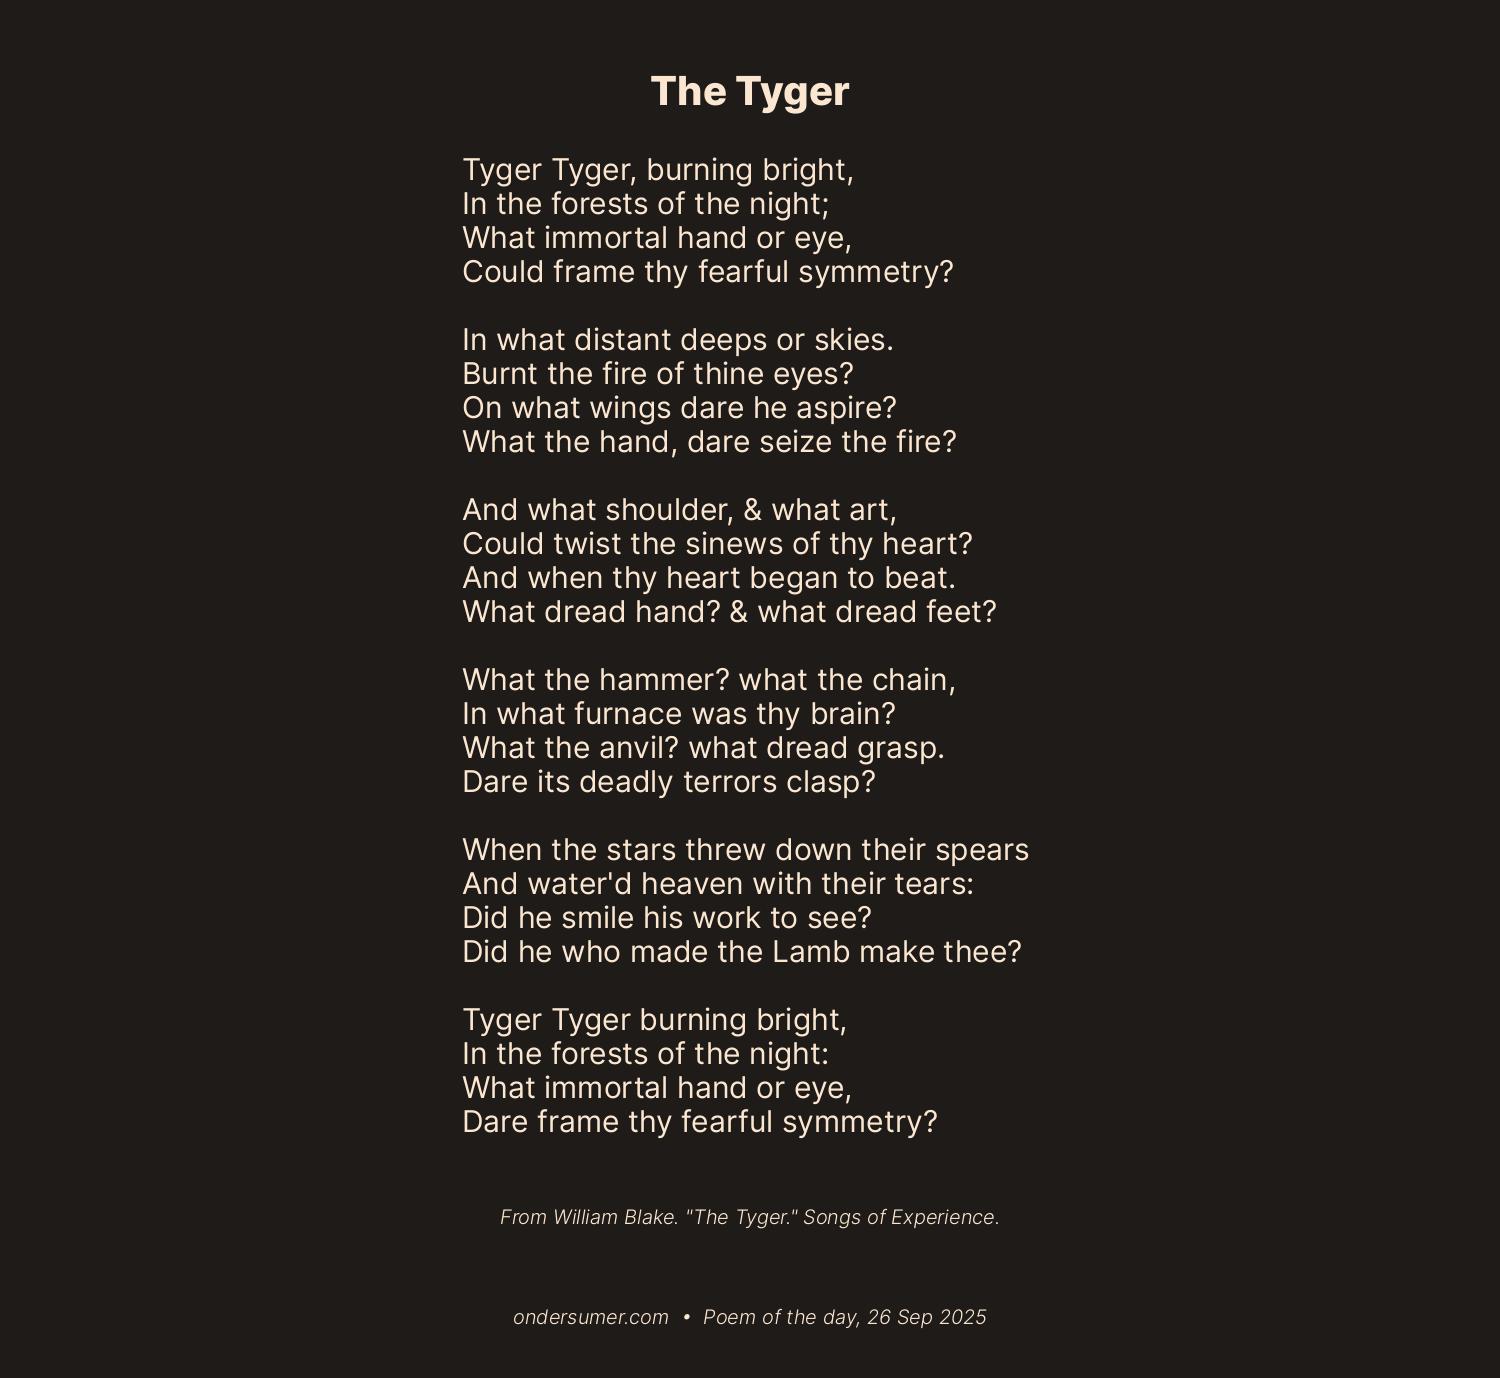 The Tyger
Tyger Tyger, burning bright,
In the forests of the night;
What immortal hand or eye,
Could frame thy fearful symmetry?
In what distant deeps or skies.
Burnt the fire of thine eyes?
On what wings dare he aspire?
What the hand, dare seize the fire?
And what shoulder, & what art,
Could twist the sinews of thy heart?
And when thy heart began to beat.
What dread hand? & what dread feet?
What the hammer? what the chain,
In what furnace was thy brain?
What the anvil? what dread grasp.
Dare its deadly terrors clasp?
When the stars threw down their spears
And water'd heaven with their tears:
Did he smile his work to see?
Did he who made the Lamb make thee?
Tyger Tyger burning bright,
In the forests of the night:
What immortal hand or eye,
Dare frame thy fearful symmetry?
From William Blake. "The Tyger." Songs of Experience.
ondersumer.com • Poem of the day, 26 Sep 2025